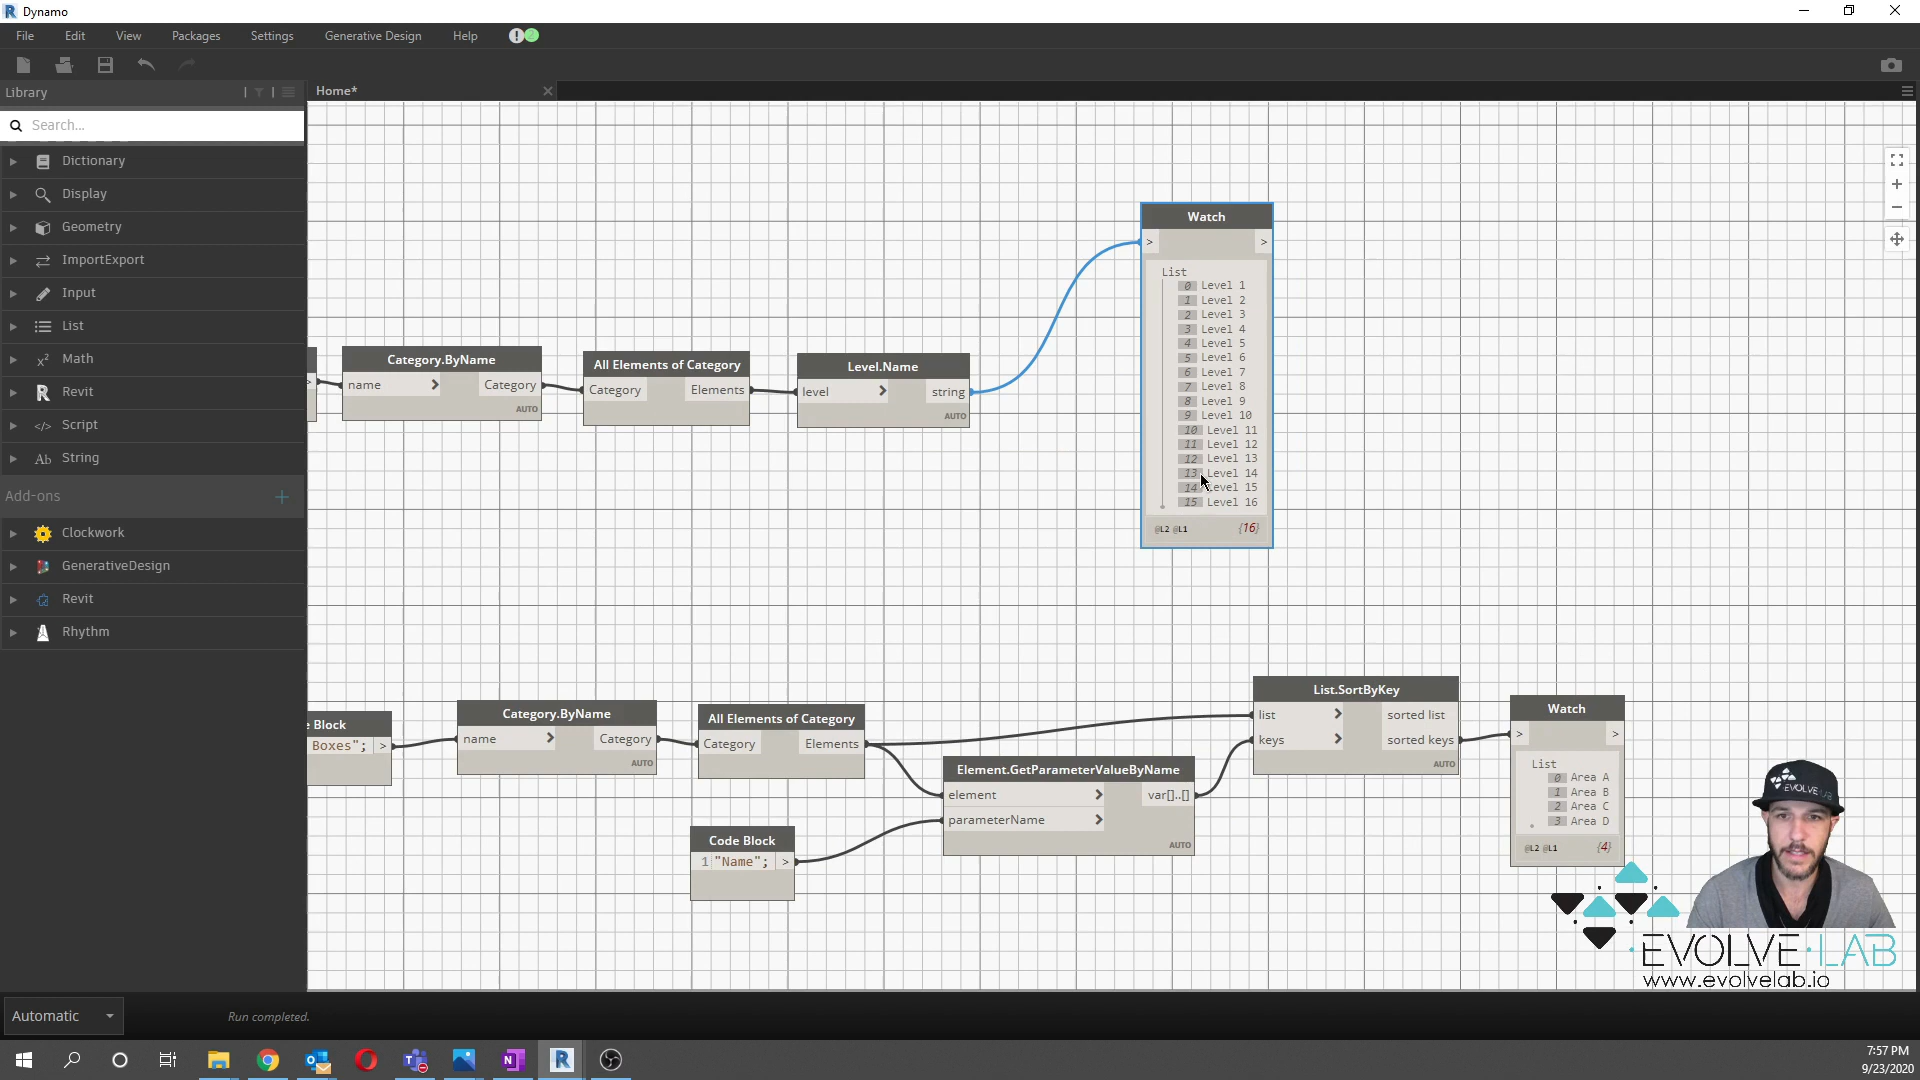 Dynamo
File Edit View Packages Settings Generative Design Help
Library
Home*
Search...
Dictionary
Display
Geometry
ImportExport
Input
List
Math
Revit
Script
String
Add-ons
Clockwork
GenerativeDesign
Revit
Rhythm
Category.ByName
name > Category
AUTO
All Elements of Category
Category Elements
Level.Name
level > string
AUTO
Watch
> >
List
0 Level 1
1 Level 2
2 Level 3
3 Level 4
4 Level 5
5 Level 6
6 Level 7
7 Level 8
8 Level 9
9 Level 10
10 Level 11
11 Level 12
12 Level 13
13 Level 14
14 Level 15
15 Level 16
@L2 @L1 {16}
e Block
Boxes"; >
Category.ByName
name > Category
AUTO
All Elements of Category
Category Elements
Code Block
1 "Name"; >
Element.GetParameterValueByName
element > var[]..[]
parameterName >
AUTO
List.SortByKey
list > sorted list
keys > sorted keys
AUTO
Watch
> >
List
0 Area A
1 Area B
2 Area C
3 Area D
@L2 @L1 {4}
EVOLVE LAB
EVOLVE·LAB
www.evolvelab.io
Automatic
Run completed.
7:57 PM
9/23/2020